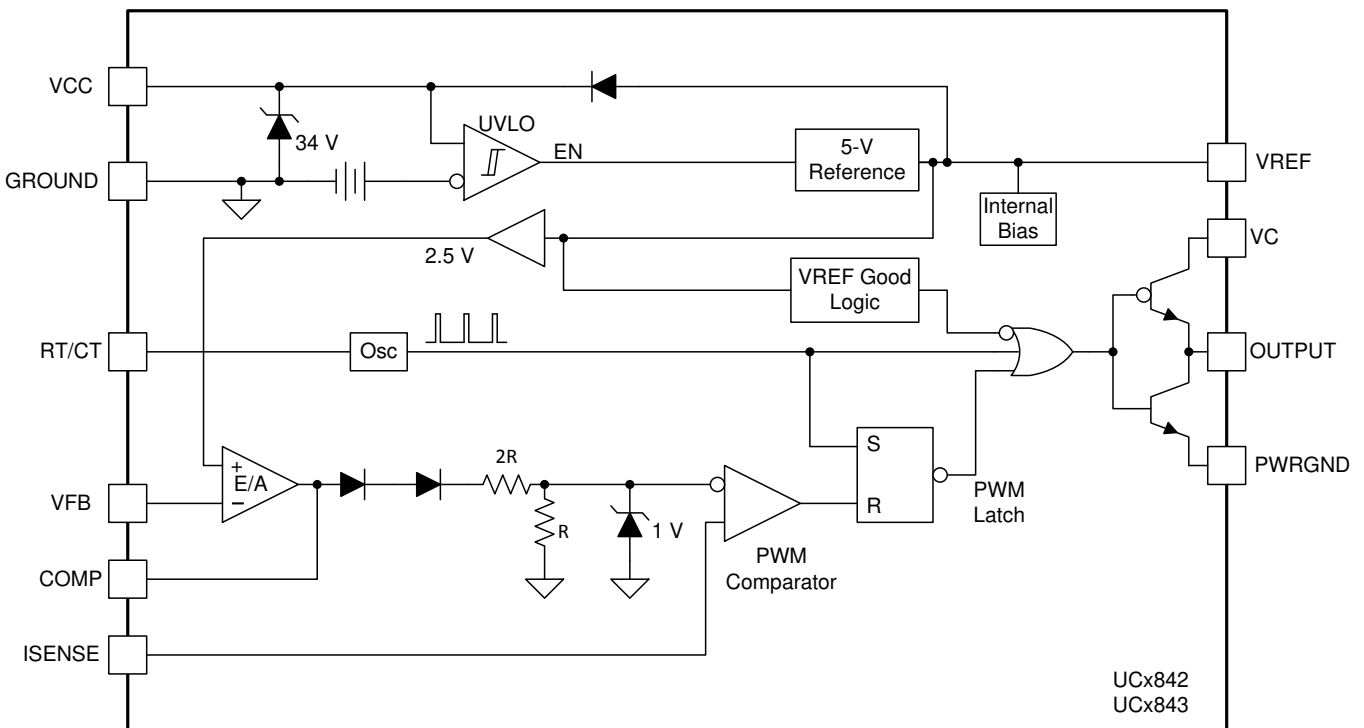 VCC
UVLO
34 V
EN
5-V
Reference
GROUND
VREF
Internal
Bias
VC
2.5 V
VREF Good
Logic
RT/CT
Osc
OUTPUT
S
2R
+
E/A
−
PWRGND
VFB
R
PWM
Latch
R
1 V
PWM
Comparator
COMP
ISENSE
UCx842
UCx843